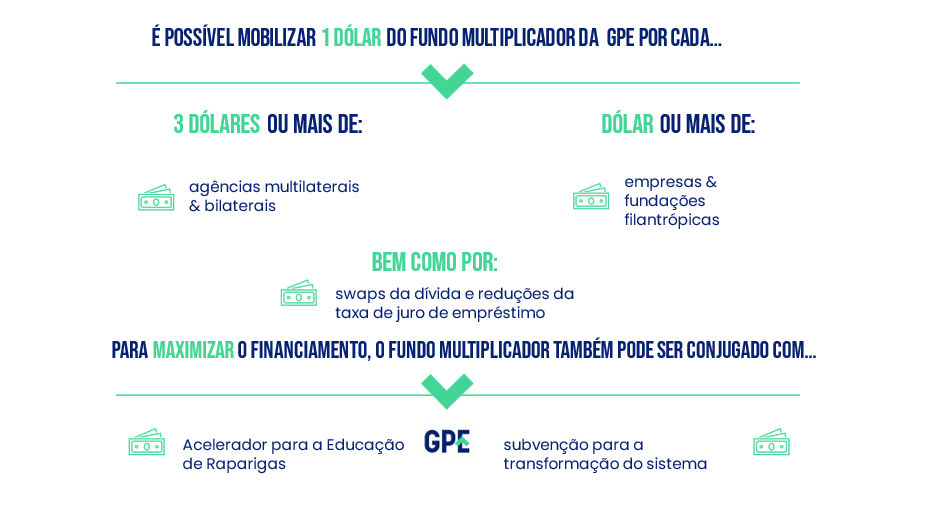 É POSSÍVEL MOBILIZAR 1 DÓLAR DO FUNDO MULTIPLICADOR DA GPE POR CADA...
3 DÓLARES OU MAIS DE:
agências multilaterais
& bilaterais
DÓLAR OU MAIS DE:
empresas &
fundações
filantrópicas
BEM COMO POR:
swaps da dívida e reduções da
taxa de juro de empréstimo
PARA MAXIMIZAR O FINANCIAMENTO, O FUNDO MULTIPLICADOR TAMBÉM PODE SER CONJUGADO COM...
Acelerador para a Educação
de Raparigas
GPE
subvenção para a
transformação do sistema